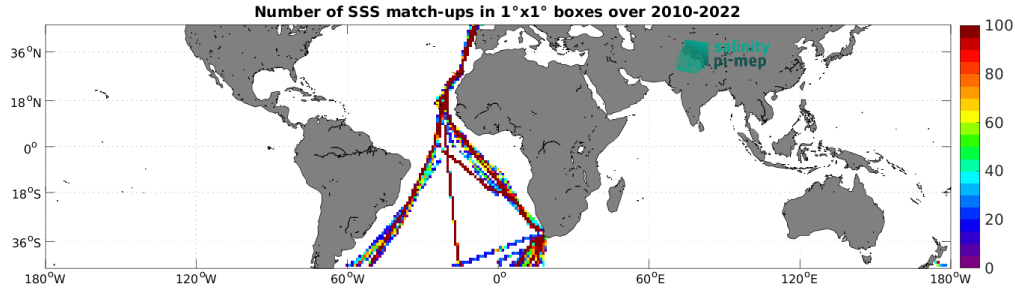 Number of SSS match-ups in 1°x1° boxes over 2010-2022
salinity
pi-mep
36°N
18°N
0°
18°S
36°S
180°W
120°W
60°W
0°
60°E
120°E
180°W
100
80
60
40
20
0